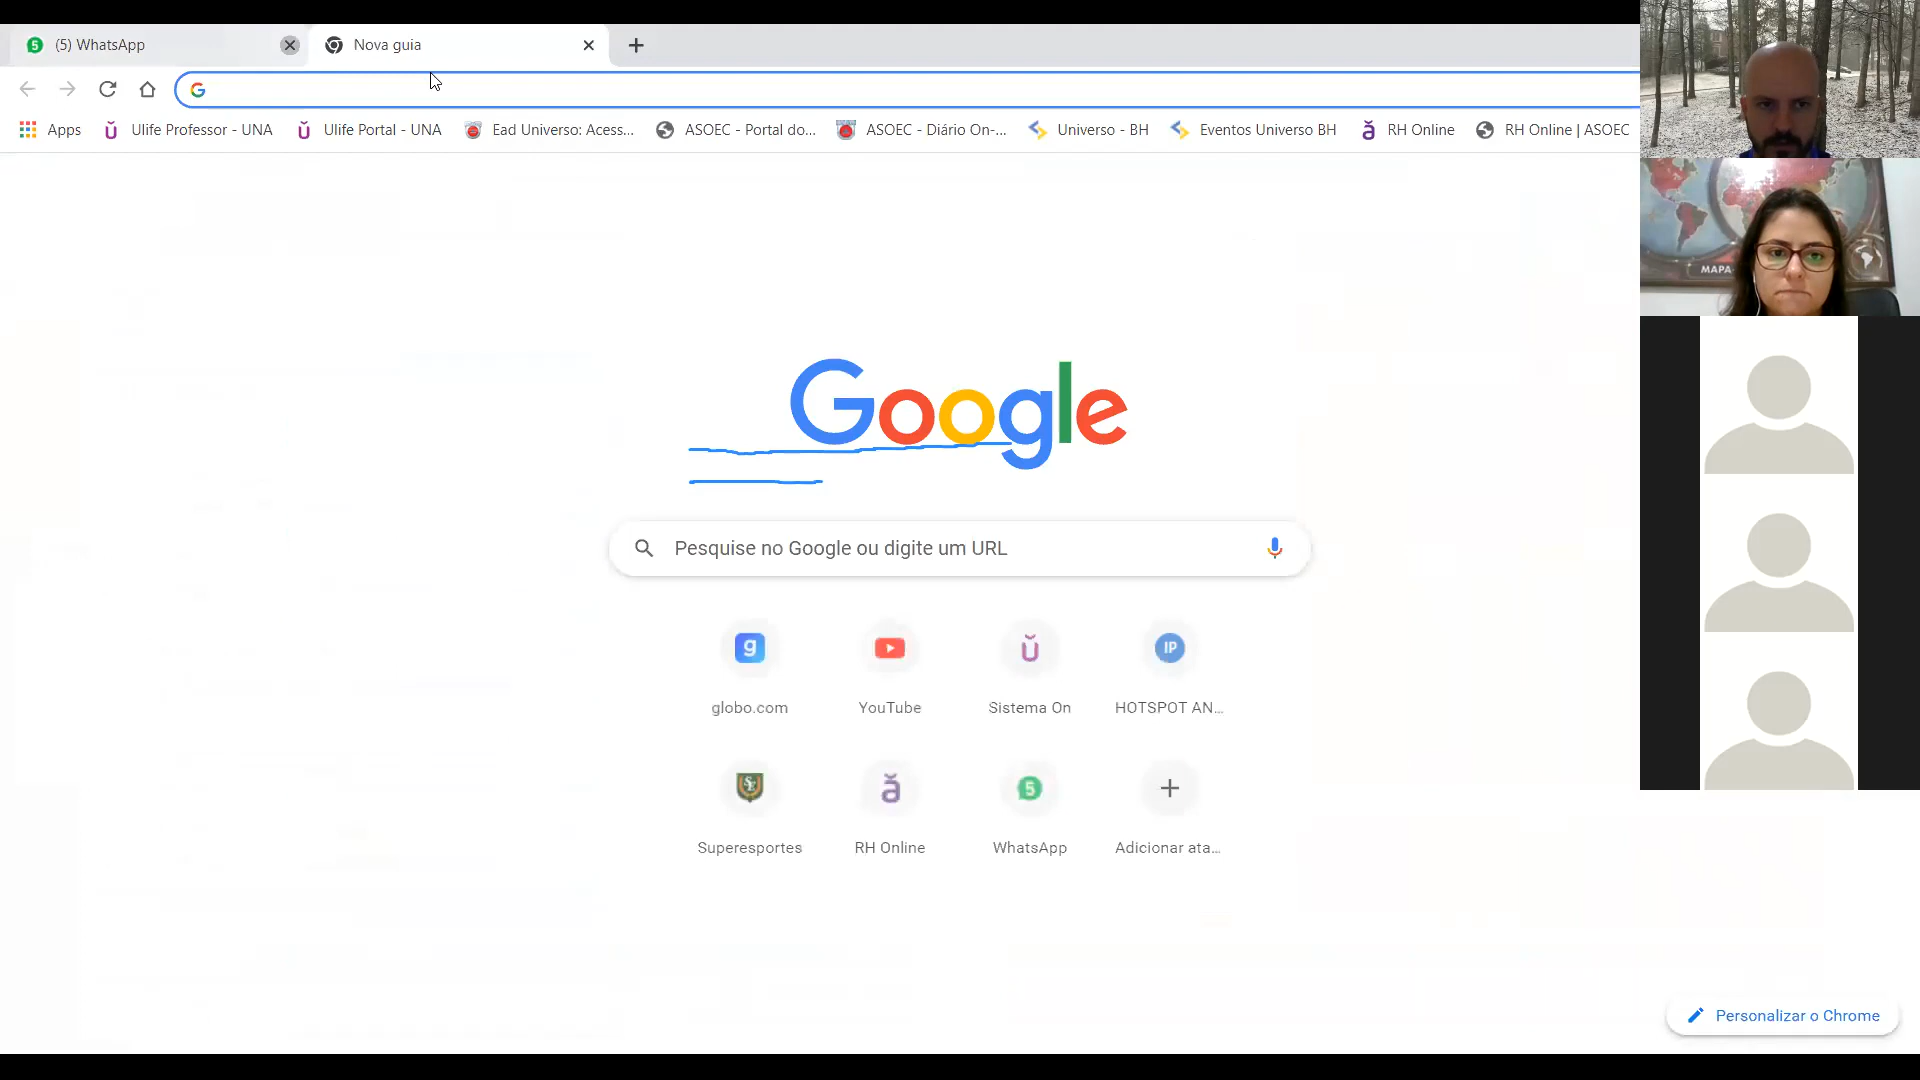 (5) WhatsApp
Nova guia
Apps Ulife Professor - UNA Ulife Portal - UNA Ead Universo: Acess... ASOEC - Portal do... ASOEC - Diário On-... Universo - BH Eventos Universo BH RH Online RH Online | ASOEC
MAPA
Google
Pesquise no Google ou digite um URL
globo.com YouTube Sistema On HOTSPOT AN...
Superesportes RH Online WhatsApp Adicionar ata...
Personalizar o Chrome